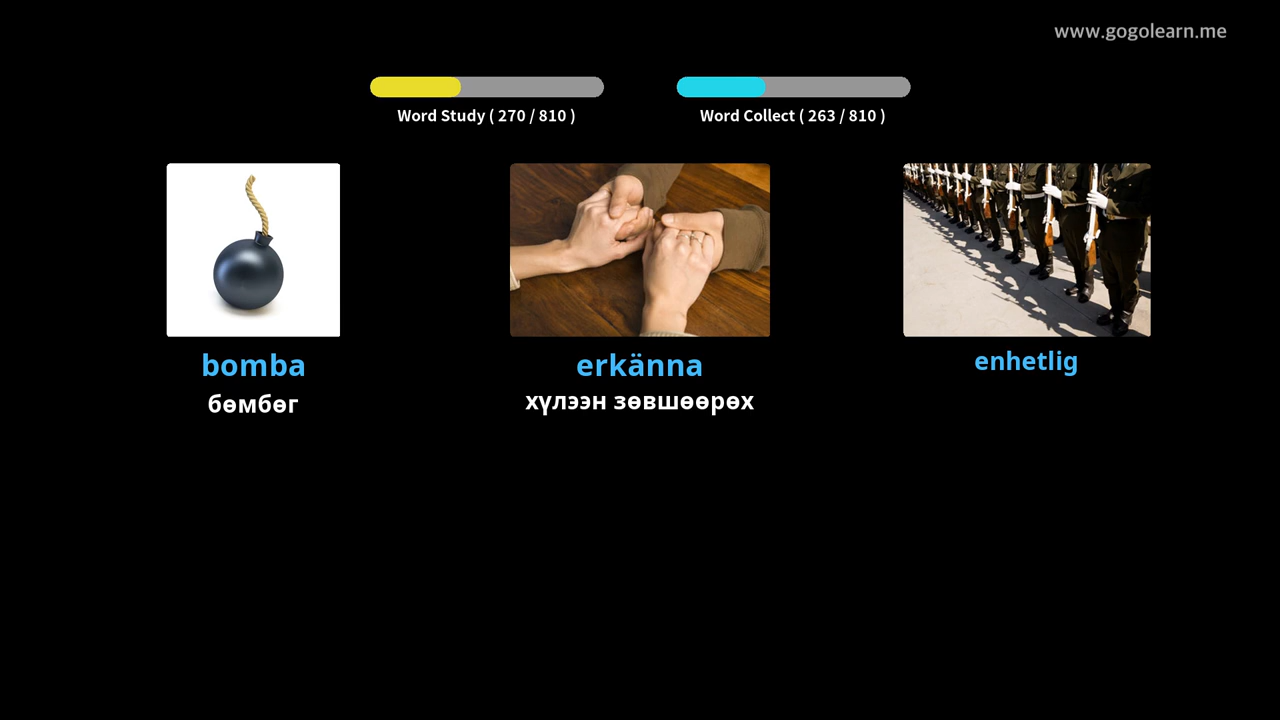 www.gogolearn.me
Word Study ( 270 / 810 )
Word Collect ( 263 / 810 )
bomba
бөмбөг
erkänna
хүлээн зөвшөөрөх
enhetlig